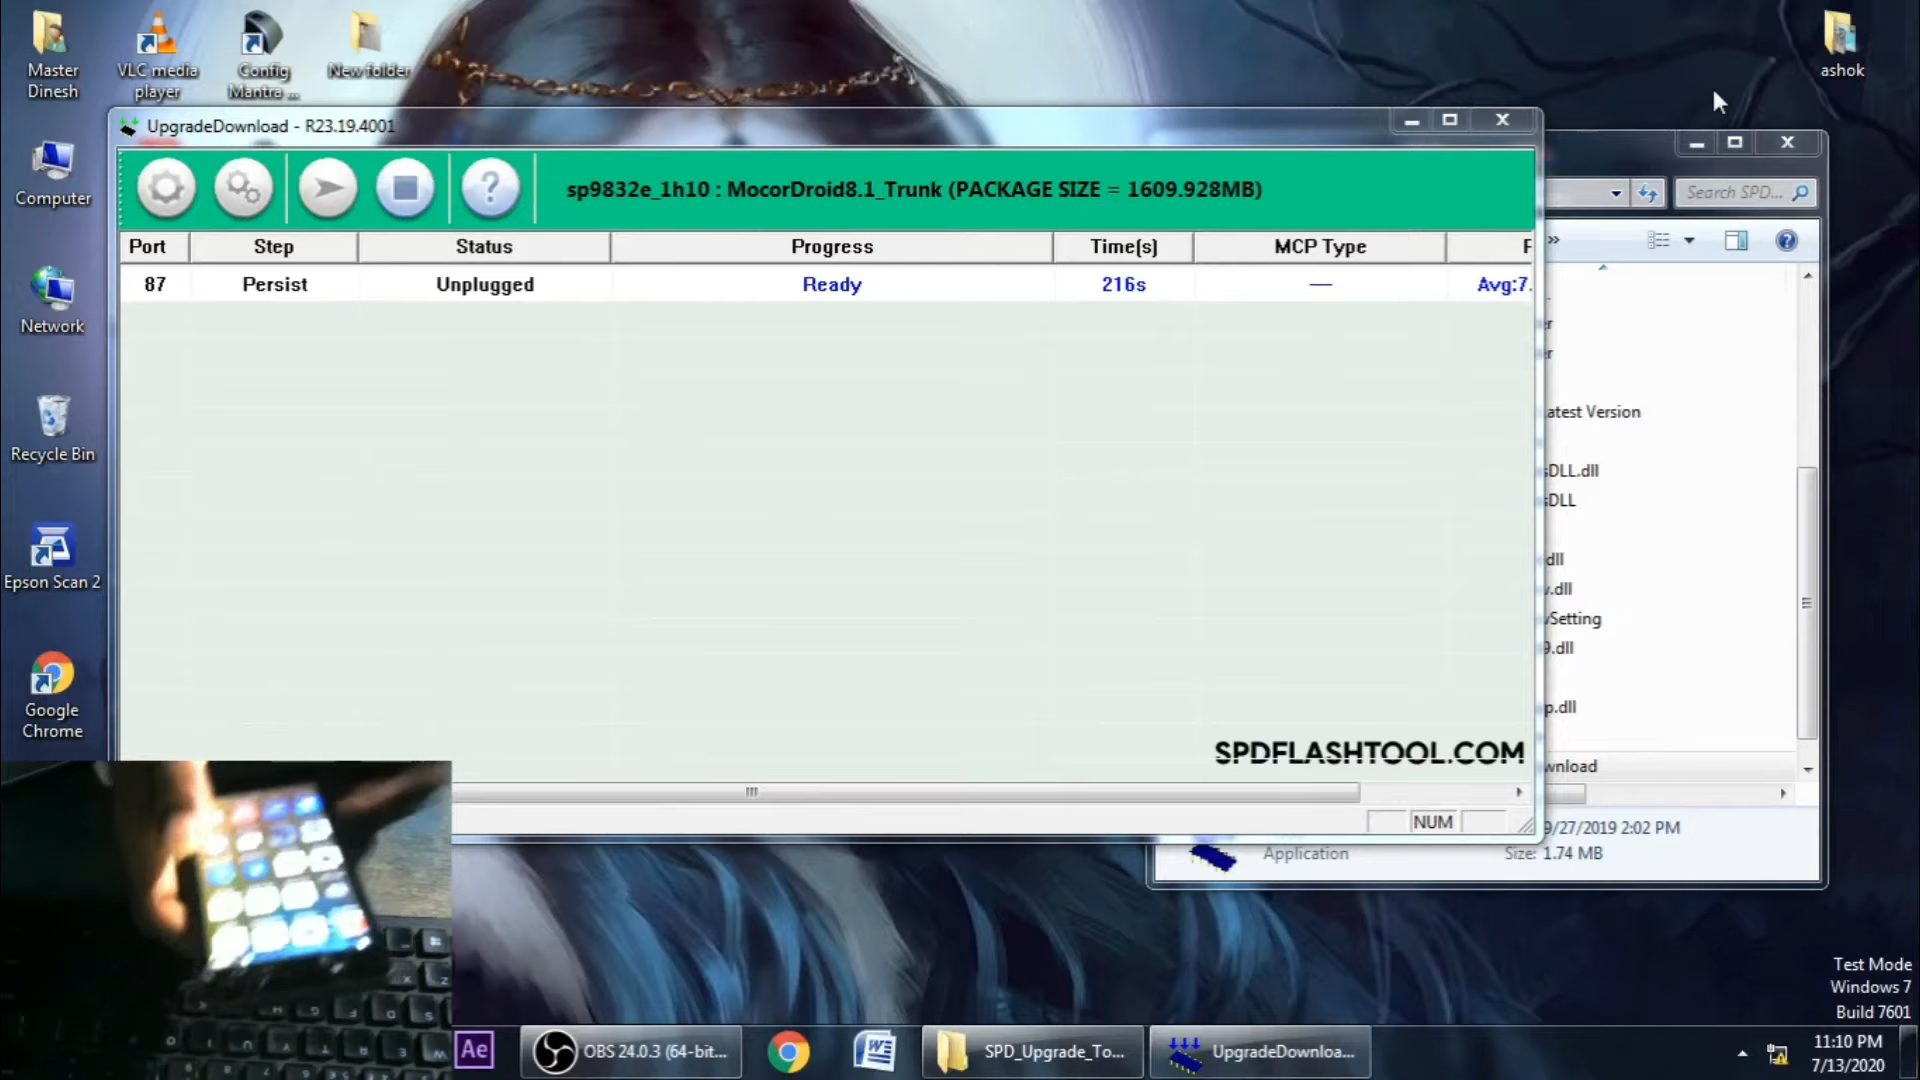 Master
Dinesh
VLC media
player
Config
Mantra ...
New folder
ashok
Computer
Network
Recycle Bin
Epson Scan 2
Google
Chrome
UpgradeDownload - R23.19.4001
sp9832e_1h10 : MocorDroid8.1_Trunk (PACKAGE SIZE = 1609.928MB)
Port Step Status Progress Time(s) MCP Type
87 Persist Unplugged Ready 216s — Avg:7.
SPDFLASHTOOL.COM
NUM
Search SPD...
atest Version
sDLL.dll
sDLL
.dll
v.dll
vSetting
9.dll
p.dll
wnload
9/27/2019 2:02 PM
Application Size: 1.74 MB
Test Mode
Windows 7
Build 7601
Ae
OBS 24.0.3 (64-bit...
SPD_Upgrade_To...
UpgradeDownloa...
11:10 PM
7/13/2020